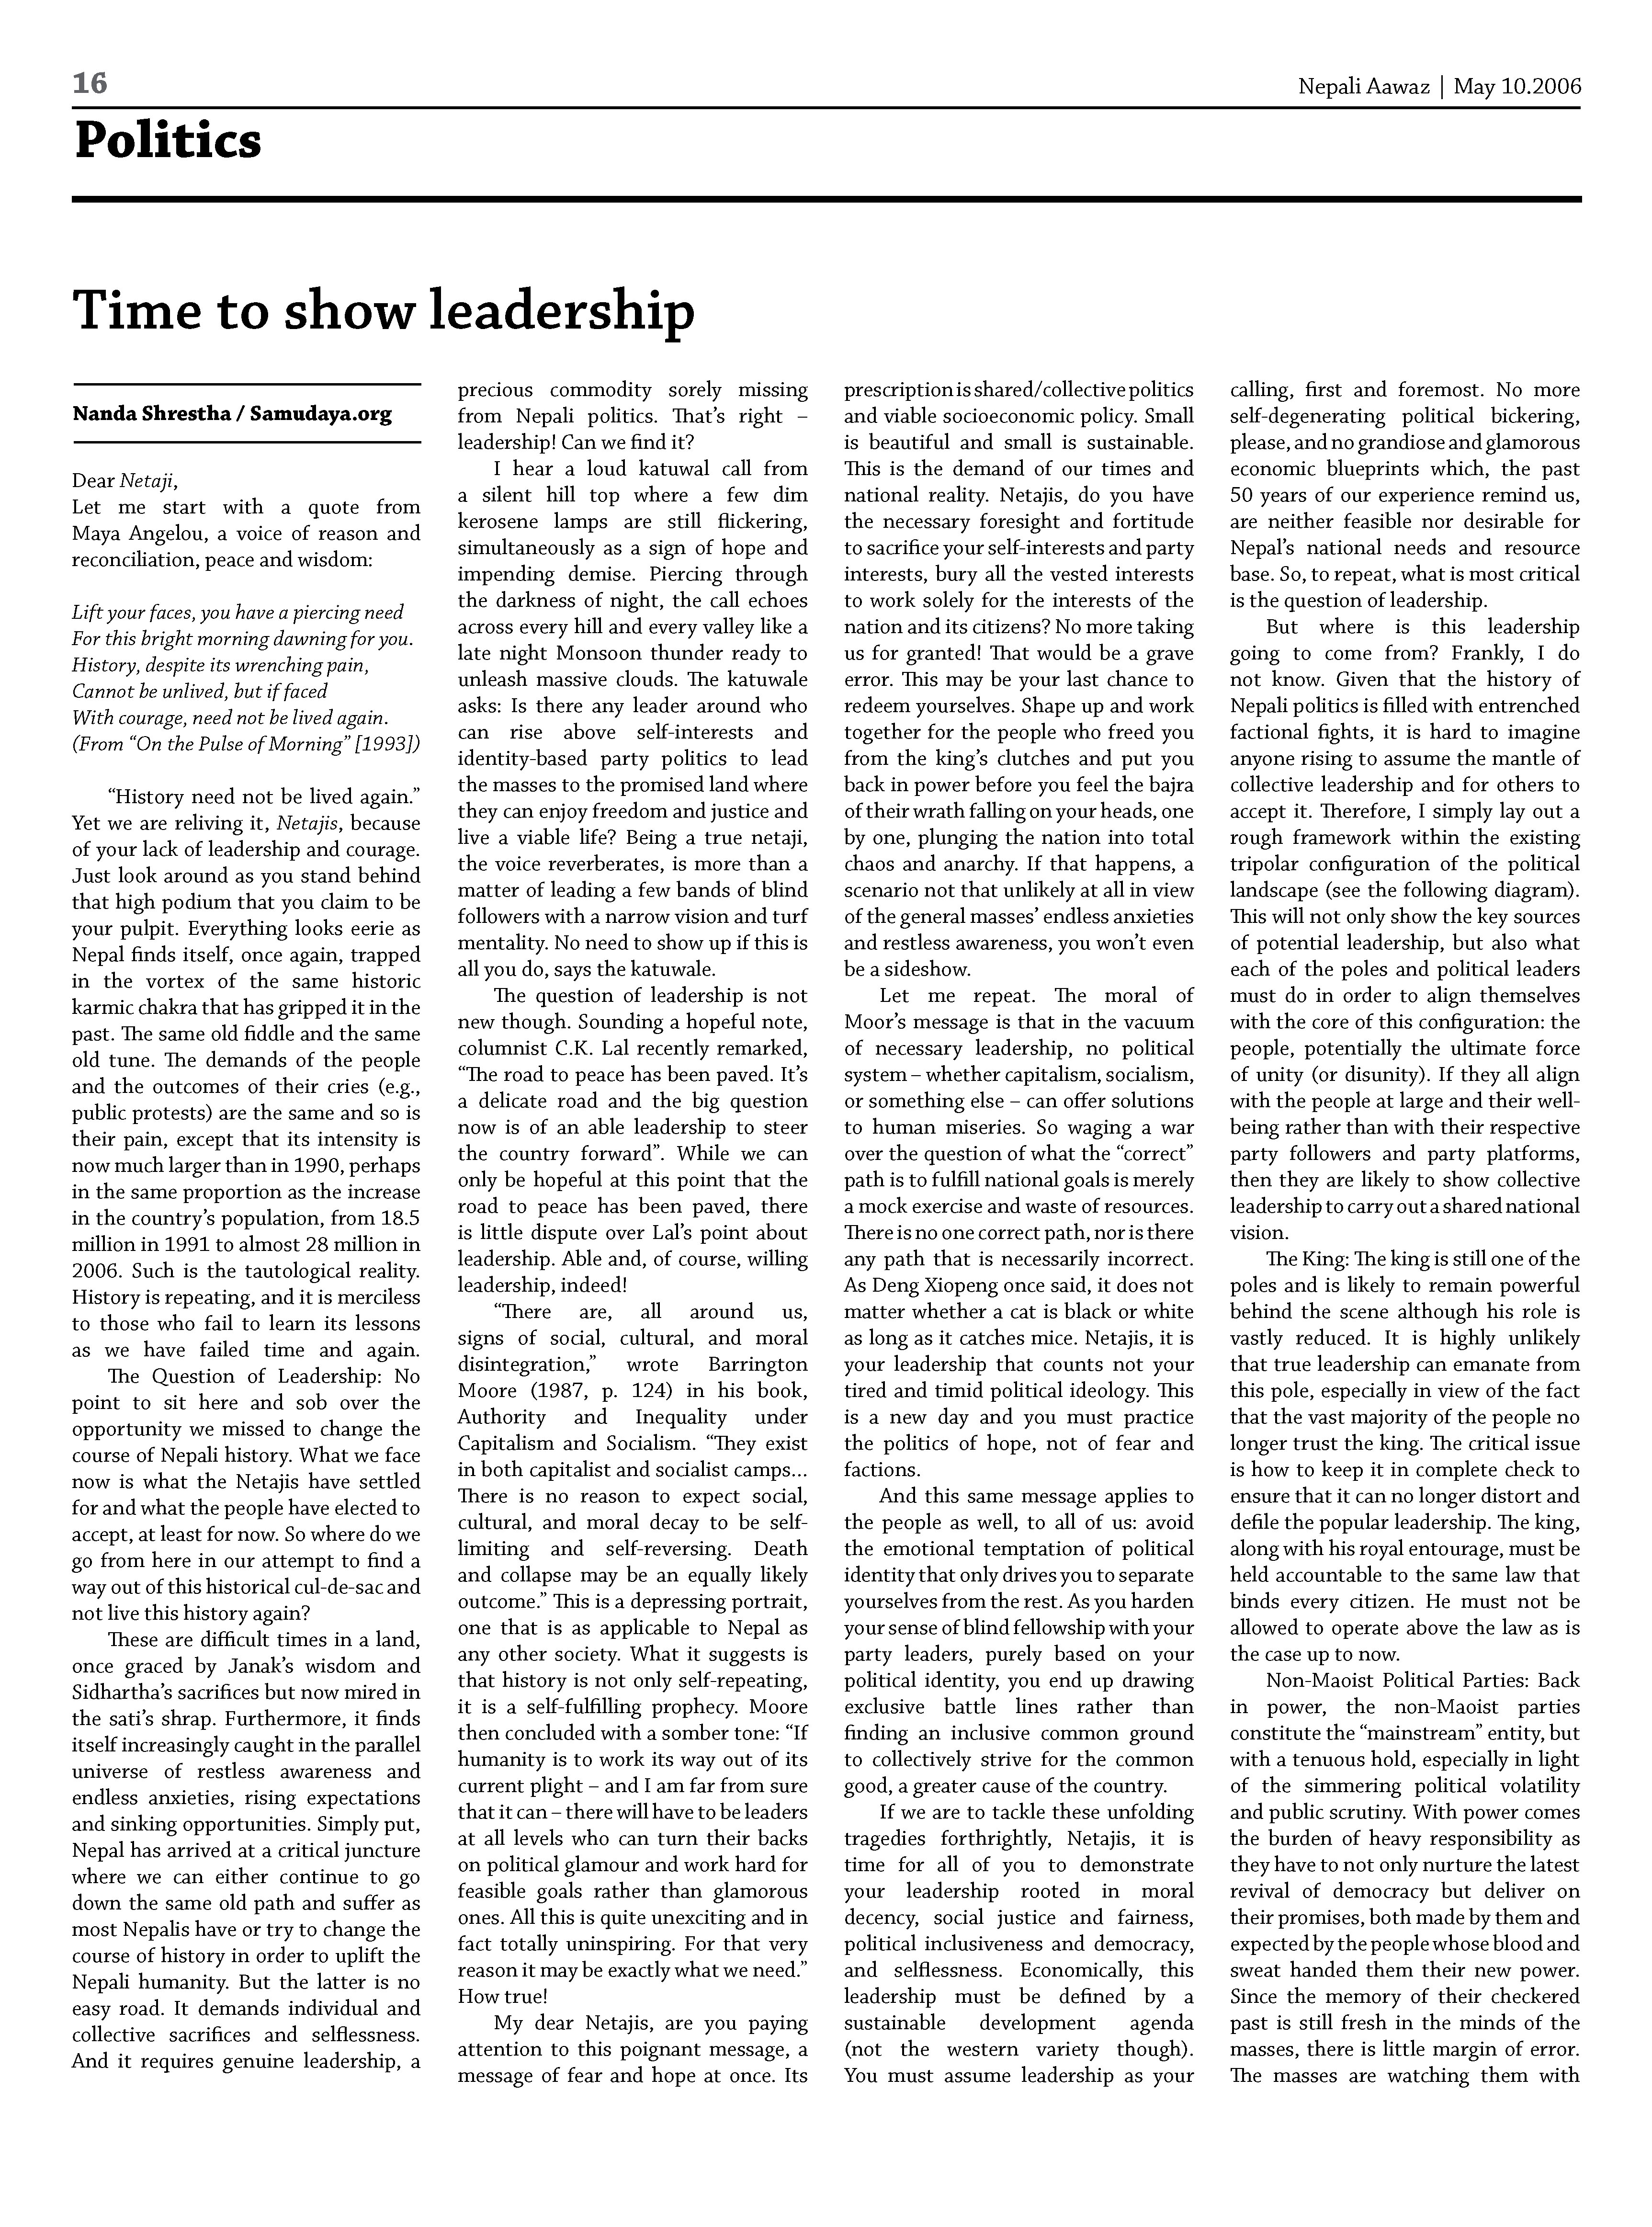 16
Nepali Aawaz | May 10.2006
Politics
Time to show leadership
Nanda Shrestha / Samudaya.org
Dear Netaji,
Let me start with a quote from
Maya Angelou, a voice of reason and
reconciliation, peace and wisdom:
Lift your faces, you have a piercing need
For this bright morning dawning for you.
History, despite its wrenching pain,
Cannot be unlived, but if faced
With courage, need not be lived again.
(From “On the Pulse of Morning” [1993])
“History need not be lived again.”
Yet we are reliving it, Netajis, because
of your lack of leadership and courage.
Just look around as you stand behind
that high podium that you claim to be
your pulpit. Everything looks eerie as
Nepal finds itself, once again, trapped
in the vortex of the same historic
karmic chakra that has gripped it in the
past. The same old fiddle and the same
old tune. The demands of the people
and the outcomes of their cries (e.g.,
public protests) are the same and so is
their pain, except that its intensity is
now much larger than in 1990, perhaps
in the same proportion as the increase
in the country’s population, from 18.5
million in 1991 to almost 28 million in
2006. Such is the tautological reality.
History is repeating, and it is merciless
to those who fail to learn its lessons
as we have failed time and again.
The Question of Leadership: No
point to sit here and sob over the
opportunity we missed to change the
course of Nepali history. What we face
now is what the Netajis have settled
for and what the people have elected to
accept, at least for now. So where do we
go from here in our attempt to find a
way out of this historical cul-de-sac and
not live this history again?
These are difficult times in a land,
once graced by Janak’s wisdom and
Sidhartha’s sacrifices but now mired in
the sati’s shrap. Furthermore, it finds
itself increasingly caught in the parallel
universe of restless awareness and
endless anxieties, rising expectations
and sinking opportunities. Simply put,
Nepal has arrived at a critical juncture
where we can either continue to go
down the same old path and suffer as
most Nepalis have or try to change the
course of history in order to uplift the
Nepali humanity. But the latter is no
easy road. It demands individual and
collective sacrifices and selflessness.
And it requires genuine leadership, a
precious commodity sorely missing
from Nepali politics. That’s right –
leadership! Can we find it?
I hear a loud katuwal call from
a silent hill top where a few dim
kerosene lamps are still flickering,
simultaneously as a sign of hope and
impending demise. Piercing through
the darkness of night, the call echoes
across every hill and every valley like a
late night Monsoon thunder ready to
unleash massive clouds. The katuwale
asks: Is there any leader around who
can rise above self-interests and
identity-based party politics to lead
the masses to the promised land where
they can enjoy freedom and justice and
live a viable life? Being a true netaji,
the voice reverberates, is more than a
matter of leading a few bands of blind
followers with a narrow vision and turf
mentality. No need to show up if this is
all you do, says the katuwale.
The question of leadership is not
new though. Sounding a hopeful note,
columnist C.K. Lal recently remarked,
“The road to peace has been paved. It’s
a delicate road and the big question
now is of an able leadership to steer
the country forward”. While we can
only be hopeful at this point that the
road to peace has been paved, there
is little dispute over Lal’s point about
leadership. Able and, of course, willing
leadership, indeed!
“There are, all around us,
signs of social, cultural, and moral
disintegration,” wrote Barrington
Moore (1987, p. 124) in his book,
Authority and Inequality under
Capitalism and Socialism. “They exist
in both capitalist and socialist camps...
There is no reason to expect social,
cultural, and moral decay to be self-
limiting and self-reversing. Death
and collapse may be an equally likely
outcome.” This is a depressing portrait,
one that is as applicable to Nepal as
any other society. What it suggests is
that history is not only self-repeating,
it is a self-fulfilling prophecy. Moore
then concluded with a somber tone: “If
humanity is to work its way out of its
current plight – and I am far from sure
that it can – there will have to be leaders
at all levels who can turn their backs
on political glamour and work hard for
feasible goals rather than glamorous
ones. All this is quite unexciting and in
fact totally uninspiring. For that very
reason it may be exactly what we need.”
How true!
My dear Netajis, are you paying
attention to this poignant message, a
message of fear and hope at once. Its
prescription is shared/collective politics
and viable socioeconomic policy. Small
is beautiful and small is sustainable.
This is the demand of our times and
national reality. Netajis, do you have
the necessary foresight and fortitude
to sacrifice your self-interests and party
interests, bury all the vested interests
to work solely for the interests of the
nation and its citizens? No more taking
us for granted! That would be a grave
error. This may be your last chance to
redeem yourselves. Shape up and work
together for the people who freed you
from the king’s clutches and put you
back in power before you feel the bajra
of their wrath falling on your heads, one
by one, plunging the nation into total
chaos and anarchy. If that happens, a
scenario not that unlikely at all in view
of the general masses’ endless anxieties
and restless awareness, you won’t even
be a sideshow.
Let me repeat. The moral of
Moor’s message is that in the vacuum
of necessary leadership, no political
system – whether capitalism, socialism,
or something else – can offer solutions
to human miseries. So waging a war
over the question of what the “correct”
path is to fulfill national goals is merely
a mock exercise and waste of resources.
There is no one correct path, nor is there
any path that is necessarily incorrect.
As Deng Xiopeng once said, it does not
matter whether a cat is black or white
as long as it catches mice. Netajis, it is
your leadership that counts not your
tired and timid political ideology. This
is a new day and you must practice
the politics of hope, not of fear and
factions.
And this same message applies to
the people as well, to all of us: avoid
the emotional temptation of political
identity that only drives you to separate
yourselves from the rest. As you harden
your sense of blind fellowship with your
party leaders, purely based on your
political identity, you end up drawing
exclusive battle lines rather than
finding an inclusive common ground
to collectively strive for the common
good, a greater cause of the country.
If we are to tackle these unfolding
tragedies forthrightly, Netajis, it is
time for all of you to demonstrate
your leadership rooted in moral
decency, social justice and fairness,
political inclusiveness and democracy,
and selflessness. Economically, this
leadership must be defined by a
sustainable development agenda
(not the western variety though).
You must assume leadership as your
calling, first and foremost. No more
self-degenerating political bickering,
please, and no grandiose and glamorous
economic blueprints which, the past
50 years of our experience remind us,
are neither feasible nor desirable for
Nepal’s national needs and resource
base. So, to repeat, what is most critical
is the question of leadership.
But where is this leadership
going to come from? Frankly, I do
not know. Given that the history of
Nepali politics is filled with entrenched
factional fights, it is hard to imagine
anyone rising to assume the mantle of
collective leadership and for others to
accept it. Therefore, I simply lay out a
rough framework within the existing
tripolar configuration of the political
landscape (see the following diagram).
This will not only show the key sources
of potential leadership, but also what
each of the poles and political leaders
must do in order to align themselves
with the core of this configuration: the
people, potentially the ultimate force
of unity (or disunity). If they all align
with the people at large and their well-
being rather than with their respective
party followers and party platforms,
then they are likely to show collective
leadership to carry out a shared national
vision.
The King: The king is still one of the
poles and is likely to remain powerful
behind the scene although his role is
vastly reduced. It is highly unlikely
that true leadership can emanate from
this pole, especially in view of the fact
that the vast majority of the people no
longer trust the king. The critical issue
is how to keep it in complete check to
ensure that it can no longer distort and
defile the popular leadership. The king,
along with his royal entourage, must be
held accountable to the same law that
binds every citizen. He must not be
allowed to operate above the law as is
the case up to now.
Non-Maoist Political Parties: Back
in power, the non-Maoist parties
constitute the “mainstream” entity, but
with a tenuous hold, especially in light
of the simmering political volatility
and public scrutiny. With power comes
the burden of heavy responsibility as
they have to not only nurture the latest
revival of democracy but deliver on
their promises, both made by them and
expected by the people whose blood and
sweat handed them their new power.
Since the memory of their checkered
past is still fresh in the minds of the
masses, there is little margin of error.
The masses are watching them with